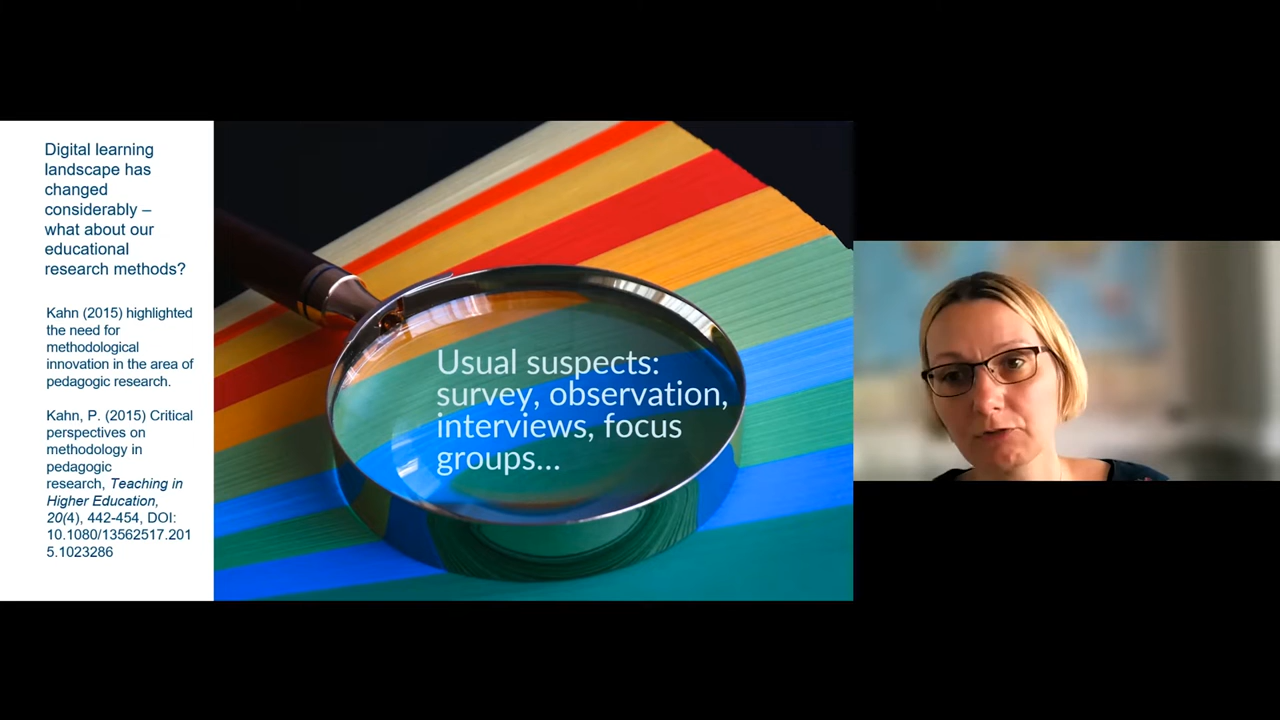 Digital learning
landscape has
changed
considerably –
what about our
educational
research methods?
Kahn (2015) highlighted
the need for
methodological
innovation in the area of
pedagogic research.
Kahn, P. (2015) Critical
perspectives on
methodology in
pedagogic
research, Teaching in
Higher Education,
20(4), 442-454, DOI:
10.1080/13562517.201
5.1023286
Usual suspects:
survey, observation,
interviews, focus
groups...